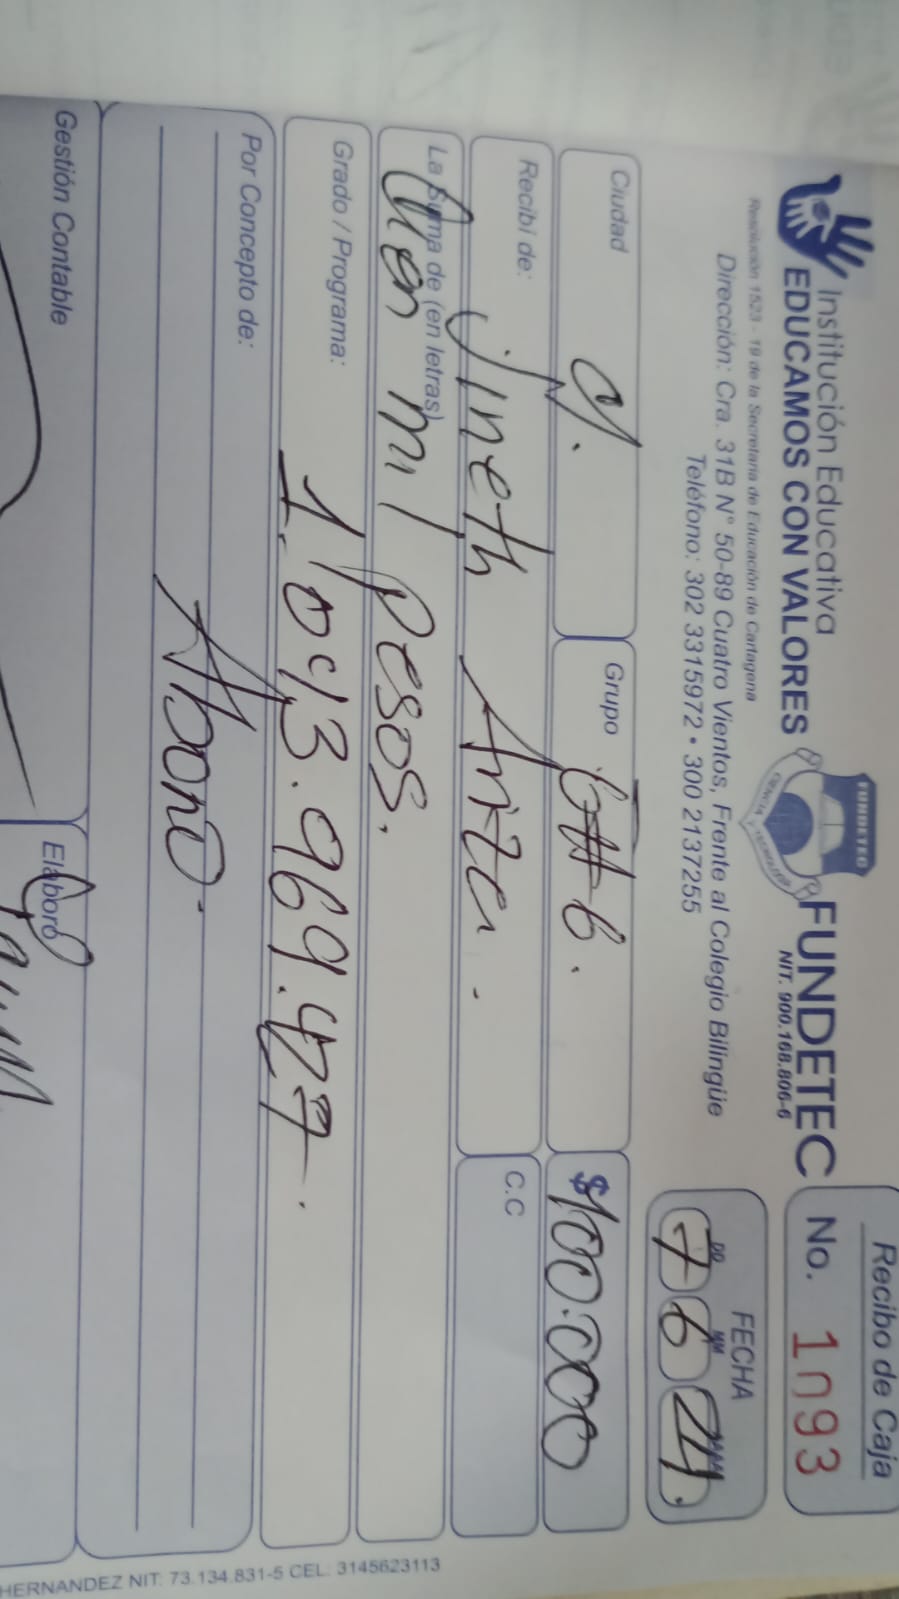 Institución Educativa
EDUCAMOS CON VALORES
FUNDETEC
FUNDETEC
NIT. 900.168.806-6
Resolución 1523 - 19 de la Secretaria de Educación de Cartagena
Dirección: Cra. 31B N° 50-89 Cuatro Vientos, Frente al Colegio Bilingüe
Teléfono: 302 3315972 • 300 2137255
Recibo de Caja
No. 1093
FECHA
DD MM
7 6 24.
Ciudad
Grupo 6.
$100.000
Recibí de: Jineth Ariza.
C.C
La Suma de (en letras) Cien mil pesos.
Grado / Programa: 1.043.969.427.
Por Concepto de:
Abono.
Gestión Contable
Elaboró
HERNANDEZ NIT: 73.134.831-5 CEL: 3145623113